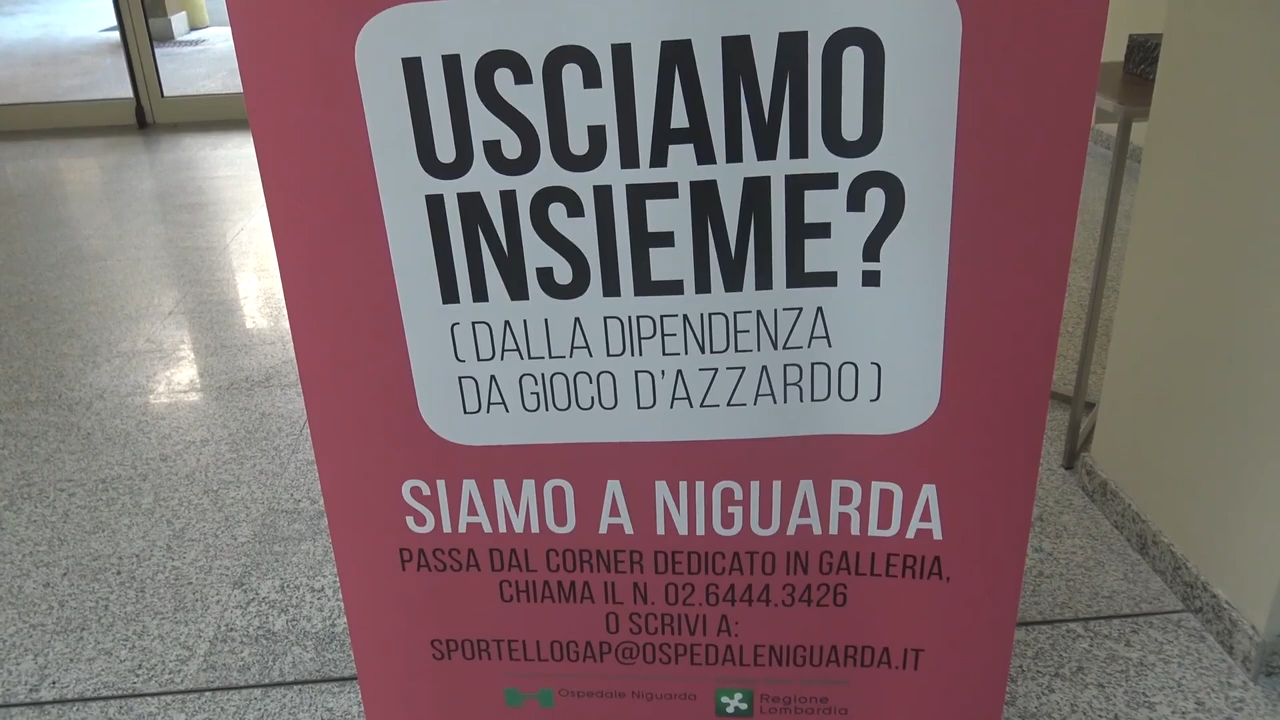 USCIAMO
INSIEME?
(DALLA DIPENDENZA
DA GIOCO D'AZZARDO)
SIAMO A NIGUARDA
PASSA DAL CORNER DEDICATO IN GALLERIA,
CHIAMA IL N. 02.6444.3426
O SCRIVI A:
SPORTELLOGAP@OSPEDALENIGUARDA.IT
Ospedale Niguarda
Regione
Lombardia